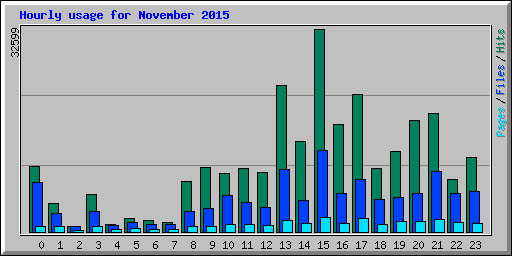 Hourly usage for November 2015
32599
Pages / Files / Hits
0 1 2 3 4 5 6 7 8 9 10 11 12 13 14 15 16 17 18 19 20 21 22 23